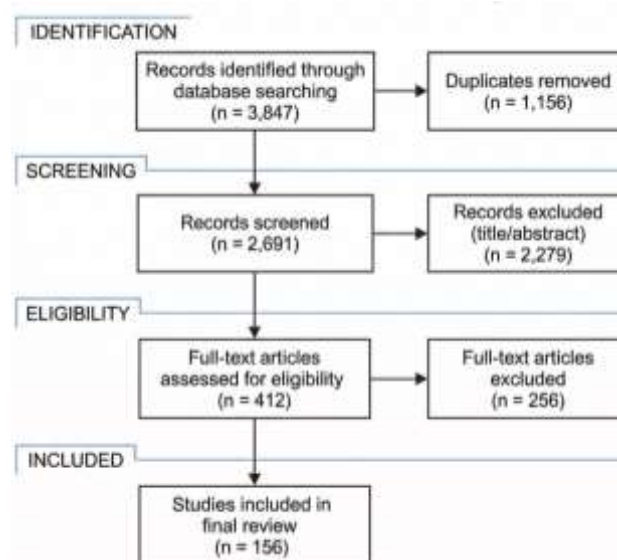 IDENTIFICATION
Records identified through
database searching
(n = 3,847)
Duplicates removed
(n = 1,156)
SCREENING
Records screened
(n = 2,691)
Records excluded
(title/abstract)
(n = 2,279)
ELIGIBILITY
Full-text articles
assessed for eligibility
(n = 412)
Full-text articles
excluded
(n = 256)
INCLUDED
Studies included in
final review
(n = 156)